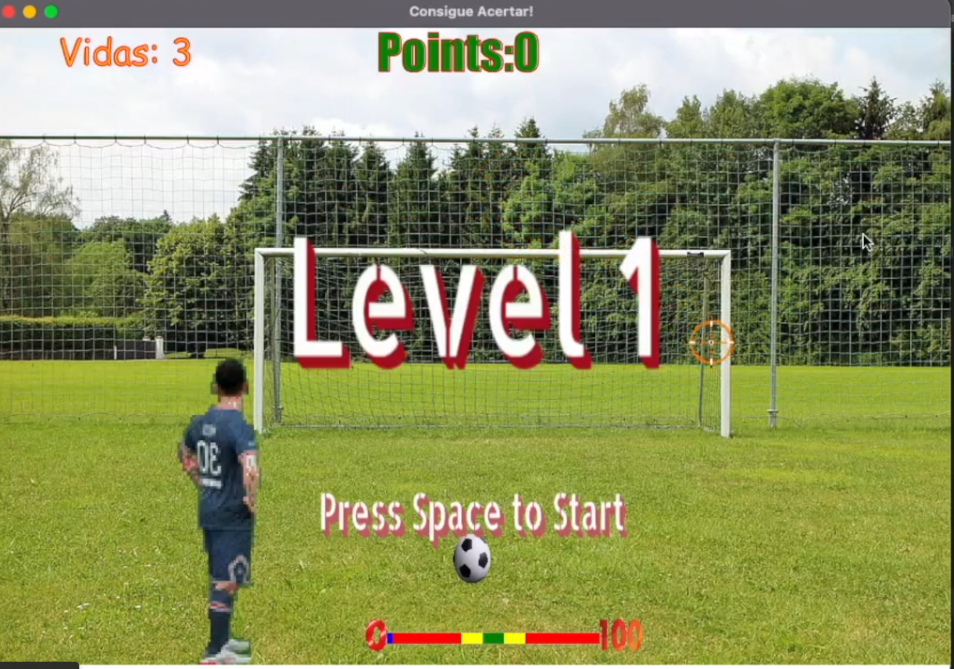 Consigue Acertar!
Vidas: 3
Points:0
Level 1
Press Space to Start
0 100